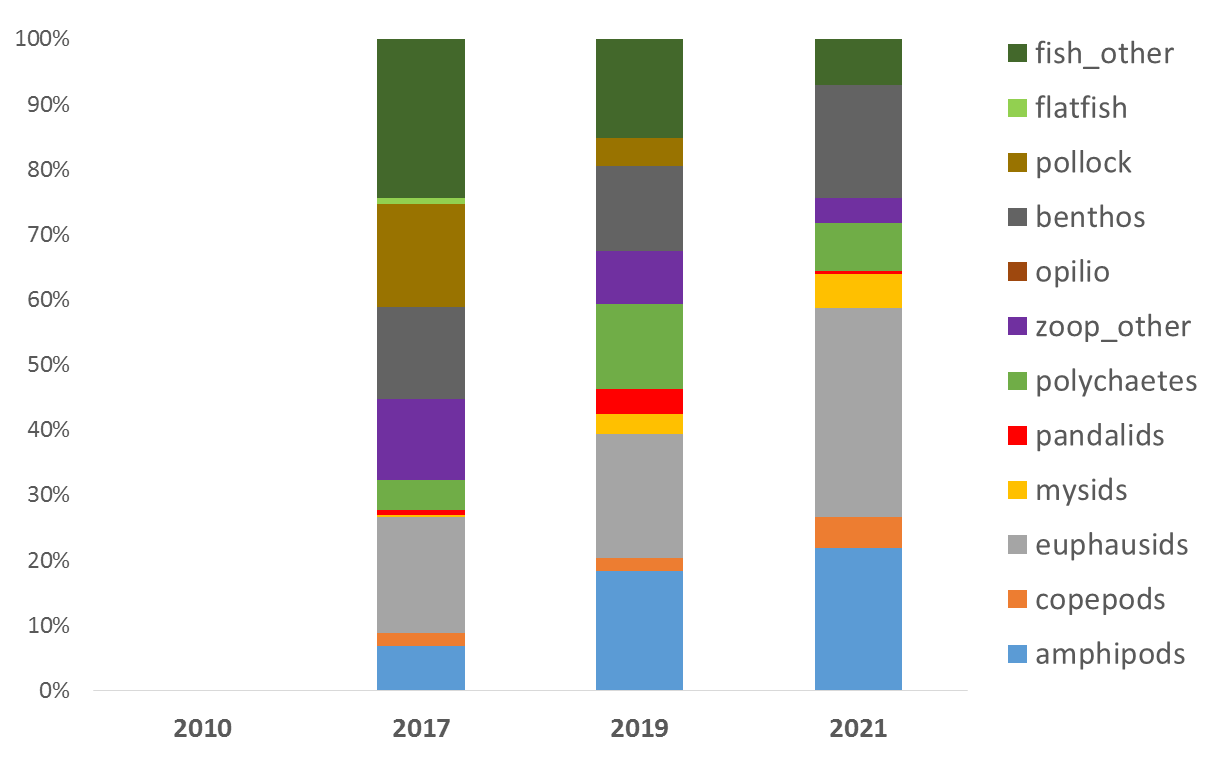 100%
90%
80%
70%
60%
50%
40%
30%
20%
10%
0%
2010 2017 2019 2021
fish_other
flatfish
pollock
benthos
opilio
zoop_other
polychaetes
pandalids
mysids
euphausids
copepods
amphipods